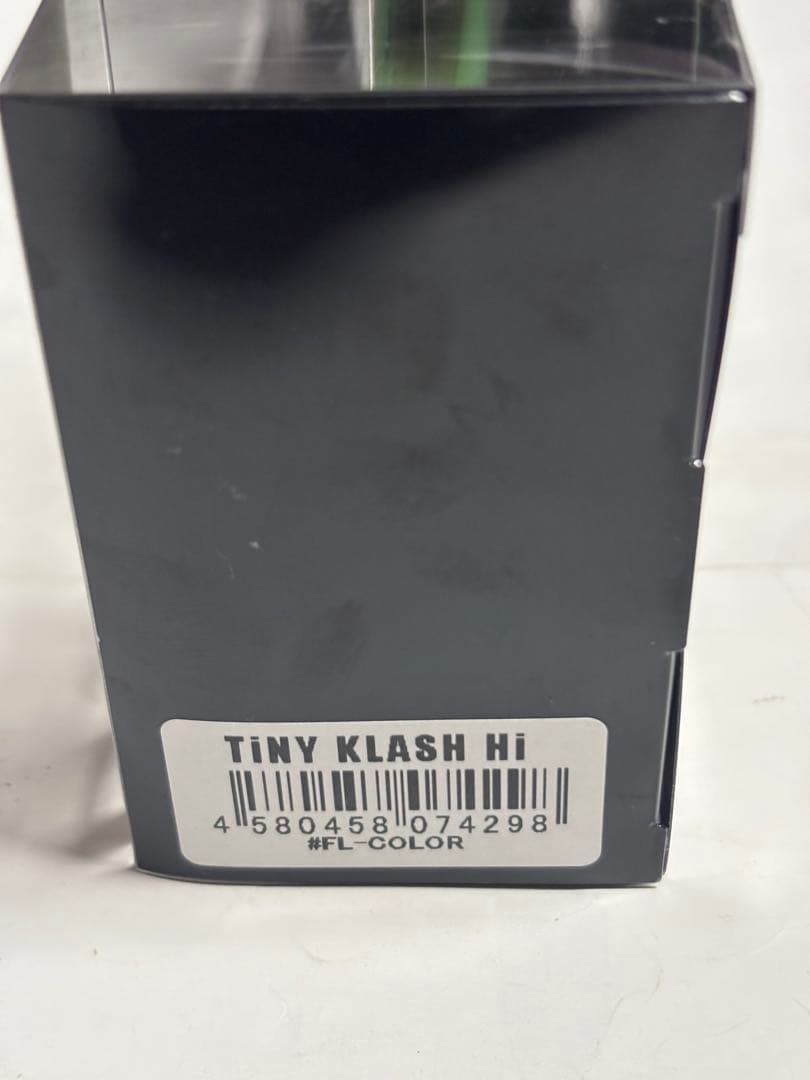 TiNY KLASH Hi
4 580458 074298
#FL-COLOR